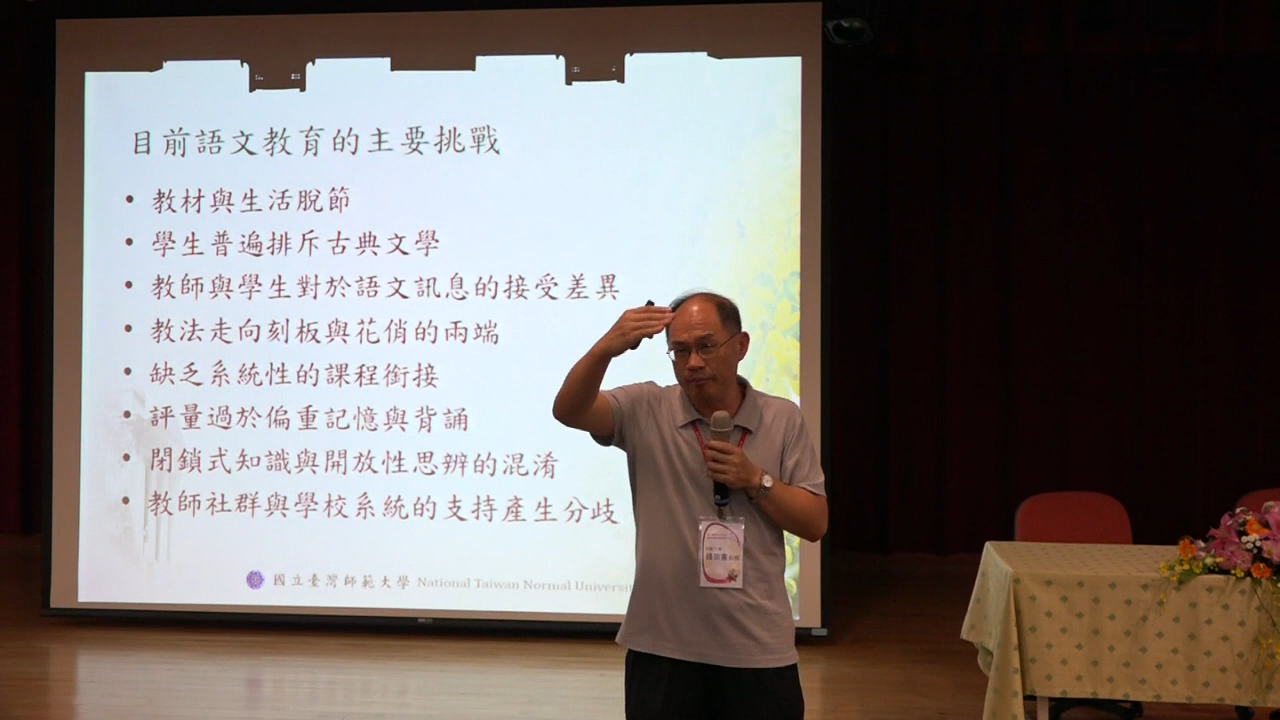 目前語文教育的主要挑戰
• 教材與生活脫節
• 學生普遍排斥古典文學
• 教師與學生對於語文訊息的接受差異
• 教法走向刻板與花俏的兩端
• 缺乏系統性的課程銜接
• 評量過於偏重記憶與背誦
• 閉鎖式知識與開放性思辨的混淆
• 教師社群與學校系統的支持產生分歧
國立臺灣師範大學 National Taiwan Normal Universi